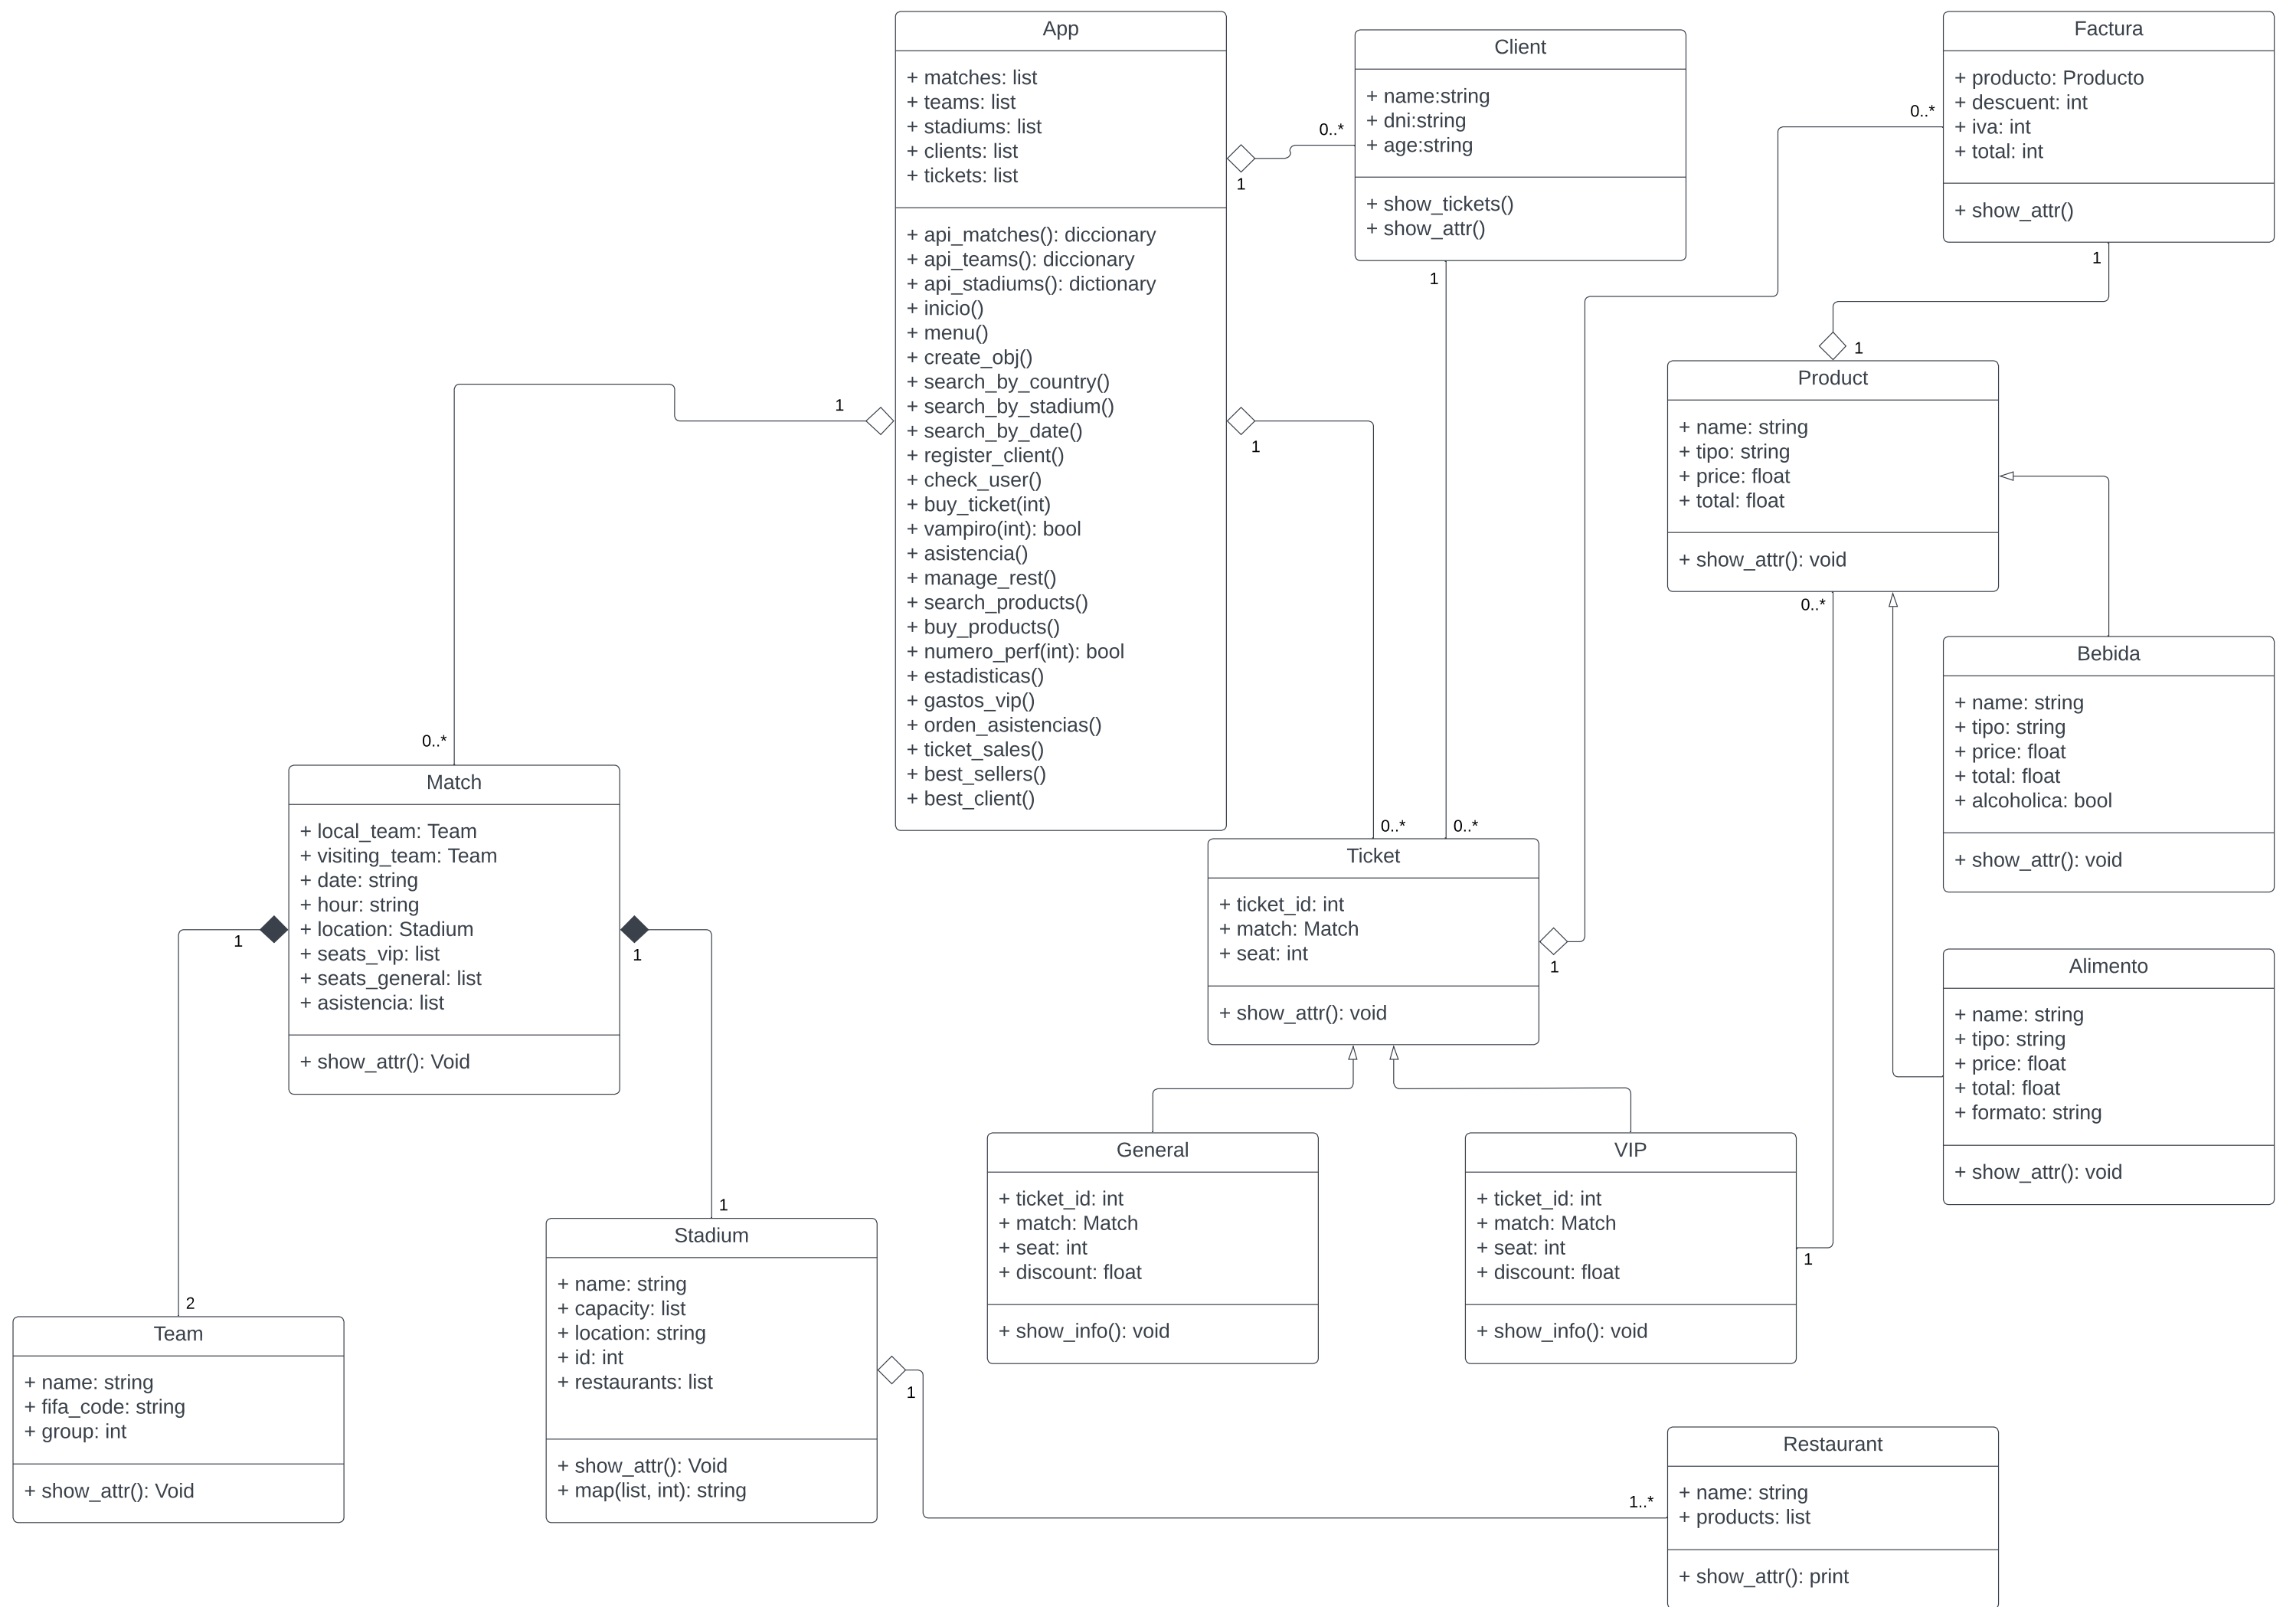 App
+ matches: list
+ teams: list
+ stadiums: list
+ clients: list
+ tickets: list
+ api_matches(): diccionary
+ api_teams(): diccionary
+ api_stadiums(): dictionary
+ inicio()
+ menu()
+ create_obj()
+ search_by_country()
+ search_by_stadium()
+ search_by_date()
+ register_client()
+ check_user()
+ buy_ticket(int)
+ vampiro(int): bool
+ asistencia()
+ manage_rest()
+ search_products()
+ buy_products()
+ numero_perf(int): bool
+ estadisticas()
+ gastos_vip()
+ orden_asistencias()
+ ticket_sales()
+ best_sellers()
+ best_client()
1
0..*
Client
+ name:string
+ dni:string
+ age:string
+ show_tickets()
+ show_attr()
1
0..*
Factura
+ producto: Producto
+ descuent: int
+ iva: int
+ total: int
+ show_attr()
1
1
Product
+ name: string
+ tipo: string
+ price: float
+ total: float
+ show_attr(): void
0..*
1
1
0..*
Bebida
+ name: string
+ tipo: string
+ price: float
+ total: float
+ alcoholica: bool
+ show_attr(): void
Match
+ local_team: Team
+ visiting_team: Team
+ date: string
+ hour: string
+ location: Stadium
+ seats_vip: list
+ seats_general: list
+ asistencia: list
+ show_attr(): Void
1
1
0..*
0..*
Ticket
+ ticket_id: int
+ match: Match
+ seat: int
+ show_attr(): void
1
Alimento
+ name: string
+ tipo: string
+ price: float
+ total: float
+ formato: string
+ show_attr(): void
General
+ ticket_id: int
+ match: Match
+ seat: int
+ discount: float
+ show_info(): void
VIP
+ ticket_id: int
+ match: Match
+ seat: int
+ discount: float
+ show_info(): void
1
1
Stadium
+ name: string
+ capacity: list
+ location: string
+ id: int
+ restaurants: list
+ show_attr(): Void
+ map(list, int): string
1
2
Team
+ name: string
+ fifa_code: string
+ group: int
+ show_attr(): Void
1..*
Restaurant
+ name: string
+ products: list
+ show_attr(): print